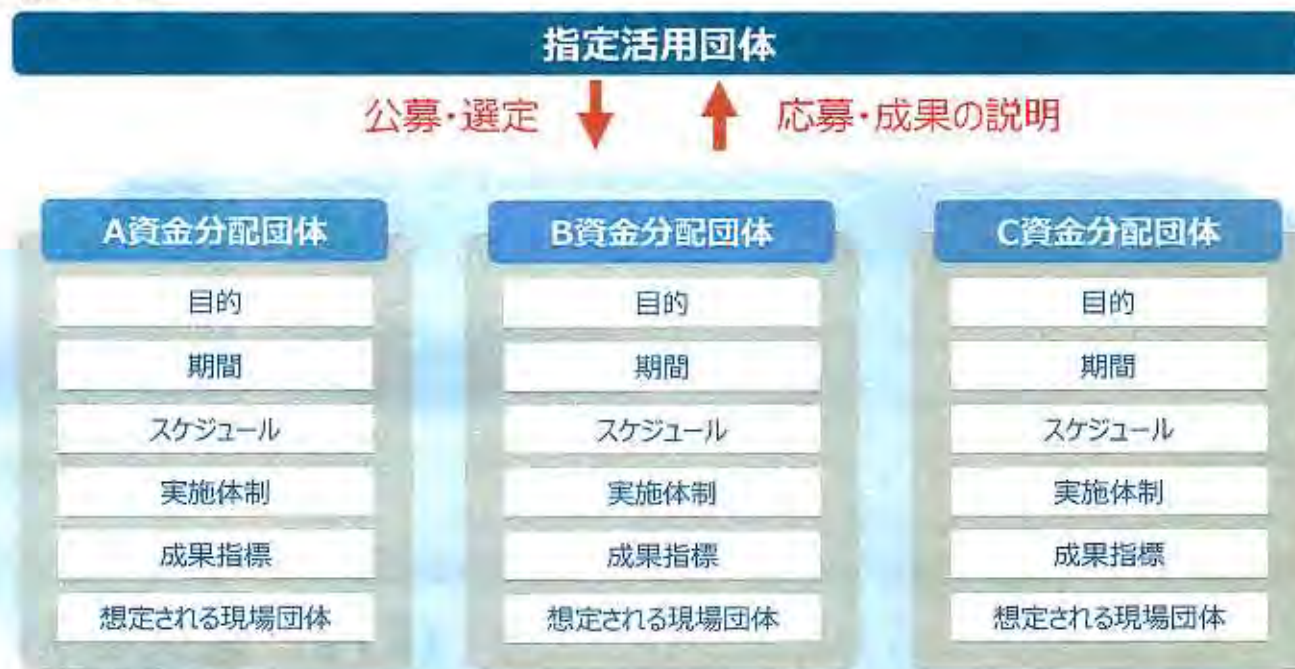 指定活用団体
公募・選定
応募・成果の説明
A資金分配団体
目的
期間
スケジュール
実施体制
成果指標
想定される現場団体
B資金分配団体
目的
期間
スケジュール
実施体制
成果指標
想定される現場団体
C資金分配団体
目的
期間
スケジュール
実施体制
成果指標
想定される現場団体